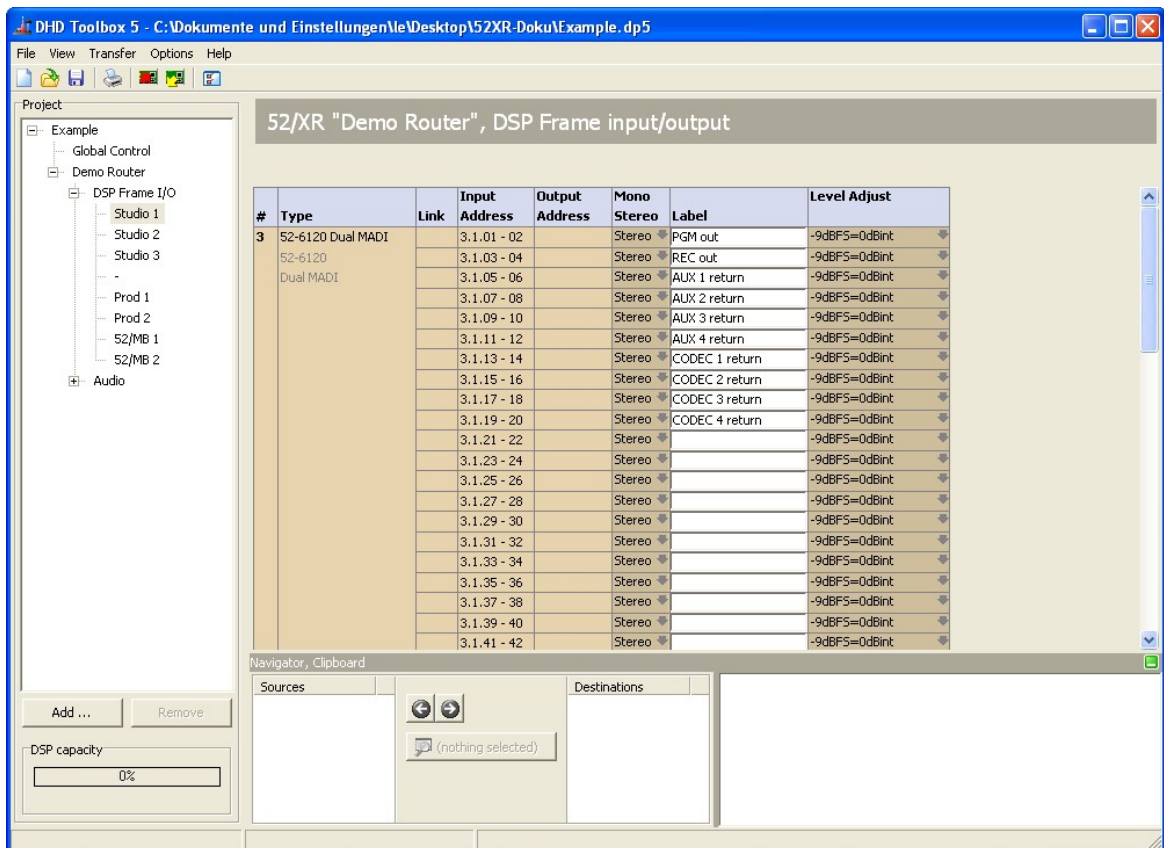 DHD Toolbox 5 - C:\Dokumente und Einstellungen\le\Desktop\52XR-Doku\Example.dp5
File View Transfer Options Help
Project
Example
Global Control
Demo Router
DSP Frame I/O
Studio 1
Studio 2
Studio 3
-
Prod 1
Prod 2
52/MB 1
52/MB 2
Audio
Add ... Remove
DSP capacity
0%
52/XR "Demo Router", DSP Frame input/output
# Type Link Input Address Output Address Mono Stereo Label Level Adjust
3 52-6120 Dual MADI 3.1.01 - 02 Stereo PGM out -9dBFS=0dBint
52-6120 3.1.03 - 04 Stereo REC out -9dBFS=0dBint
Dual MADI 3.1.05 - 06 Stereo AUX 1 return -9dBFS=0dBint
3.1.07 - 08 Stereo AUX 2 return -9dBFS=0dBint
3.1.09 - 10 Stereo AUX 3 return -9dBFS=0dBint
3.1.11 - 12 Stereo AUX 4 return -9dBFS=0dBint
3.1.13 - 14 Stereo CODEC 1 return -9dBFS=0dBint
3.1.15 - 16 Stereo CODEC 2 return -9dBFS=0dBint
3.1.17 - 18 Stereo CODEC 3 return -9dBFS=0dBint
3.1.19 - 20 Stereo CODEC 4 return -9dBFS=0dBint
3.1.21 - 22 Stereo -9dBFS=0dBint
3.1.23 - 24 Stereo -9dBFS=0dBint
3.1.25 - 26 Stereo -9dBFS=0dBint
3.1.27 - 28 Stereo -9dBFS=0dBint
3.1.29 - 30 Stereo -9dBFS=0dBint
3.1.31 - 32 Stereo -9dBFS=0dBint
3.1.33 - 34 Stereo -9dBFS=0dBint
3.1.35 - 36 Stereo -9dBFS=0dBint
3.1.37 - 38 Stereo -9dBFS=0dBint
3.1.39 - 40 Stereo -9dBFS=0dBint
3.1.41 - 42 Stereo -9dBFS=0dBint
Navigator, Clipboard
Sources Destinations
(nothing selected)